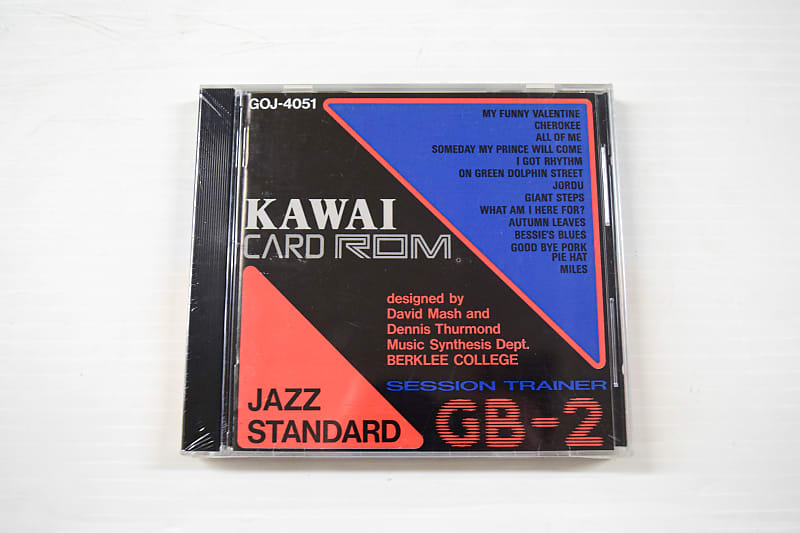 GOJ-4051
MY FUNNY VALENTINE
CHEROKEE
ALL OF ME
SOMEDAY MY PRINCE WILL COME
I GOT RHYTHM
ON GREEN DOLPHIN STREET
JORDU
GIANT STEPS
WHAT AM I HERE FOR?
AUTUMN LEAVES
BESSIE'S BLUES
GOOD BYE PORK
PIE HAT
MILES
KAWAI
CARD ROM
designed by
David Mash and
Dennis Thurmond
Music Synthesis Dept.
BERKLEE COLLEGE
SESSION TRAINER
GB-2
JAZZ
STANDARD